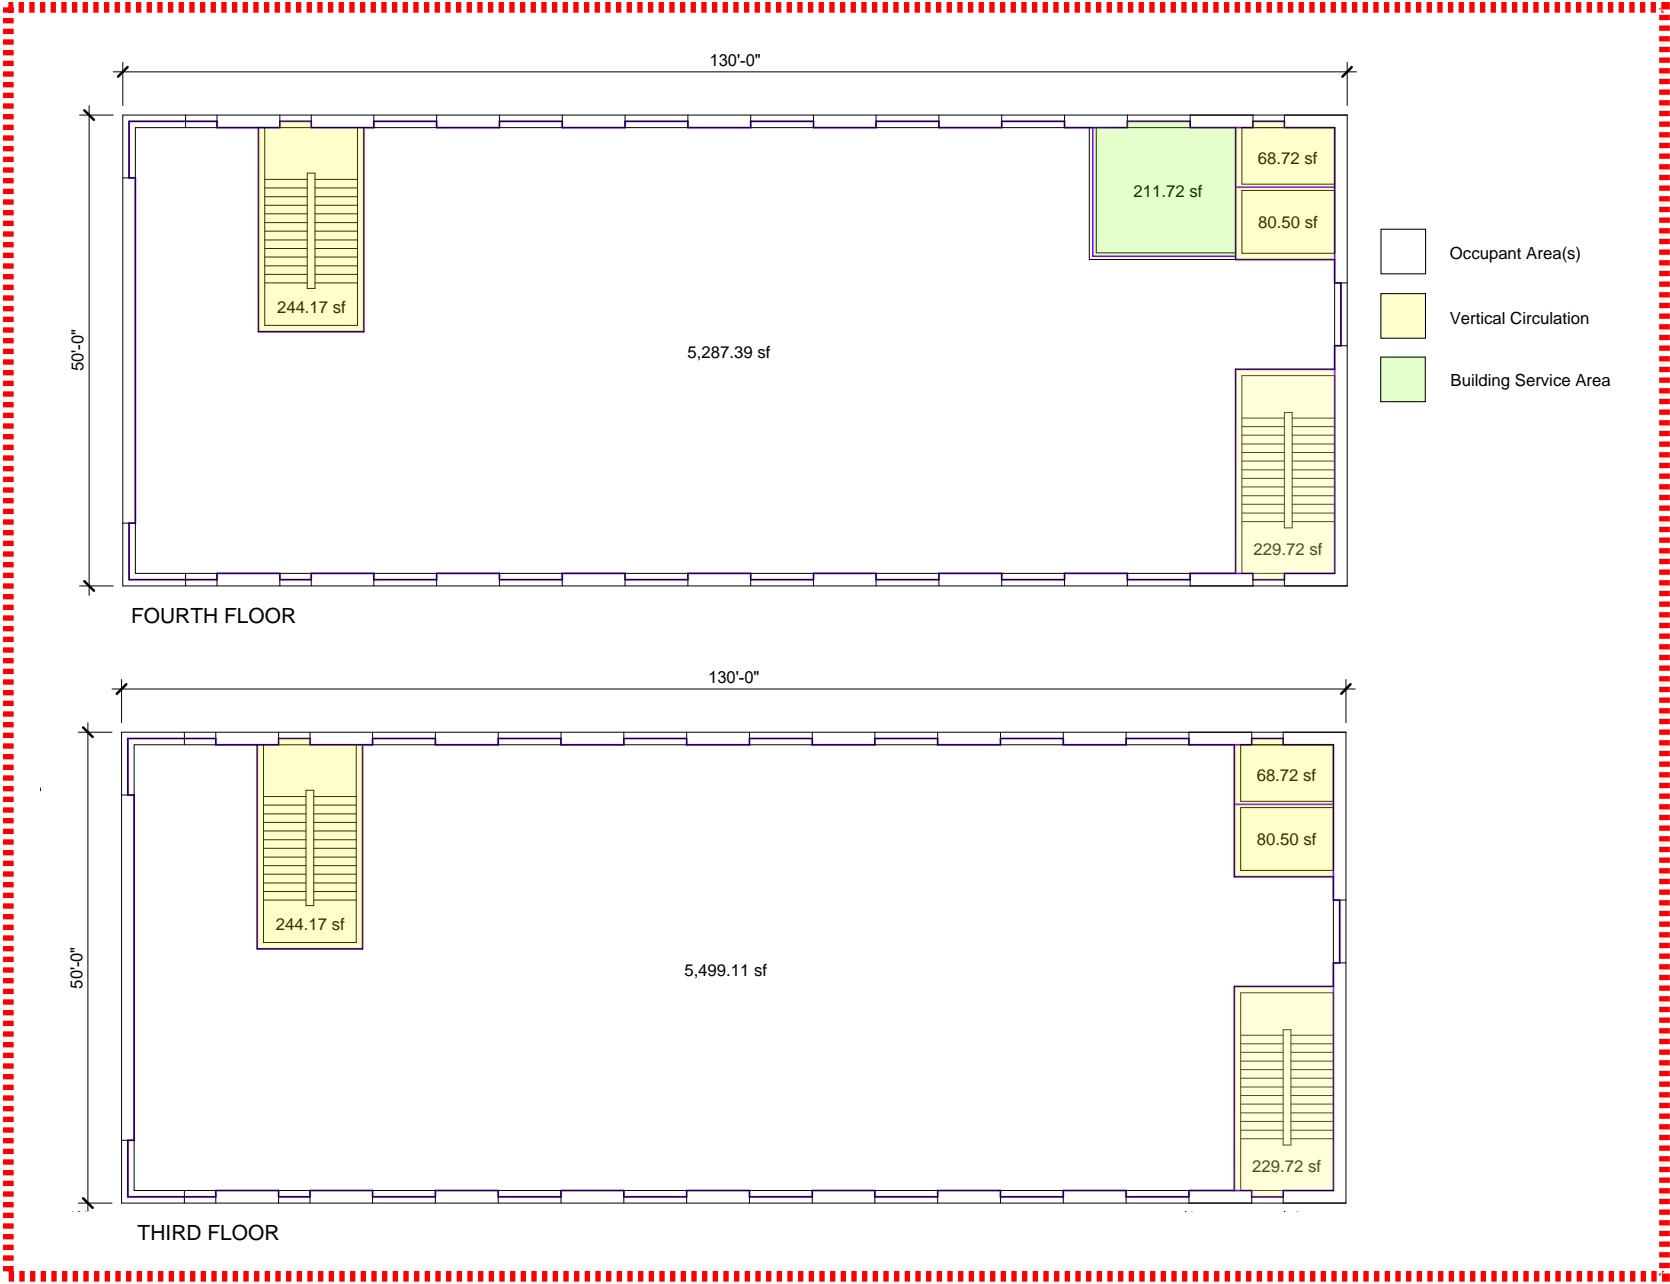 130'-0"
50'-0"
68.72 sf
211.72 sf
80.50 sf
244.17 sf
5,287.39 sf
229.72 sf
Occupant Area(s)
Vertical Circulation
Building Service Area
FOURTH FLOOR
130'-0"
50'-0"
68.72 sf
80.50 sf
244.17 sf
5,499.11 sf
229.72 sf
THIRD FLOOR